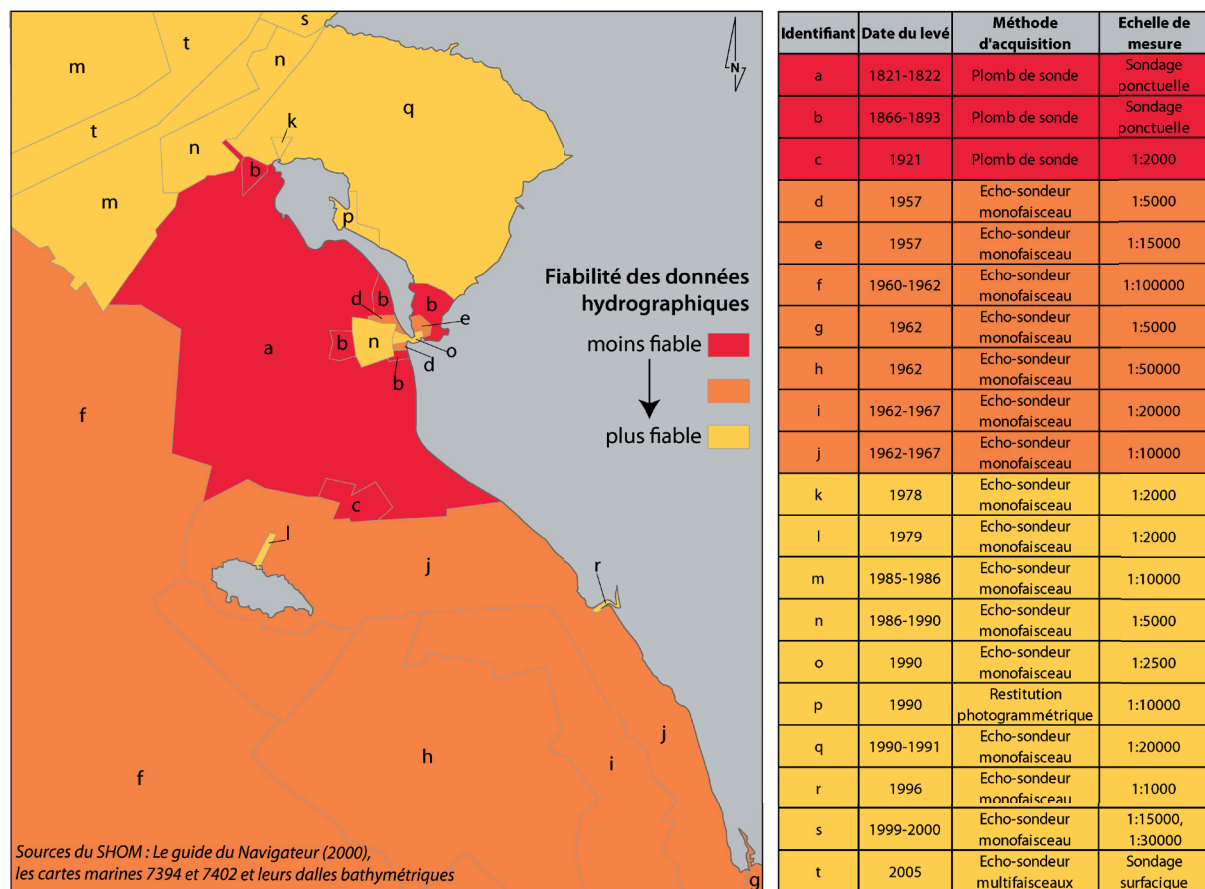 s
t
m
n
q
N
k
t
n
b
m
p
Fiabilité des données
hydrographiques
d
b
b
e
a
b
n
o
moins fiable
d
b
f
plus fiable
c
l
j
r
j
h
i
f
Sources du SHOM : Le guide du Navigateur (2000),
les cartes marines 7394 et 7402 et leurs dalles bathymétriques
g
Identifiant Date du levé Méthode d'acquisition Echelle de mesure
a 1821-1822 Plomb de sonde Sondage ponctuelle
b 1866-1893 Plomb de sonde Sondage ponctuelle
c 1921 Plomb de sonde 1:2000
d 1957 Echo-sondeur monofaisceau 1:5000
e 1957 Echo-sondeur monofaisceau 1:15000
f 1960-1962 Echo-sondeur monofaisceau 1:100000
g 1962 Echo-sondeur monofaisceau 1:5000
h 1962 Echo-sondeur monofaisceau 1:50000
i 1962-1967 Echo-sondeur monofaisceau 1:20000
j 1962-1967 Echo-sondeur monofaisceau 1:10000
k 1978 Echo-sondeur monofaisceau 1:2000
l 1979 Echo-sondeur monofaisceau 1:2000
m 1985-1986 Echo-sondeur monofaisceau 1:10000
n 1986-1990 Echo-sondeur monofaisceau 1:5000
o 1990 Echo-sondeur monofaisceau 1:2500
p 1990 Restitution photogrammétrique 1:10000
q 1990-1991 Echo-sondeur monofaisceau 1:20000
r 1996 Echo-sondeur monofaisceau 1:1000
s 1999-2000 Echo-sondeur monofaisceau 1:15000, 1:30000
t 2005 Echo-sondeur multifaisceaux Sondage surfacique